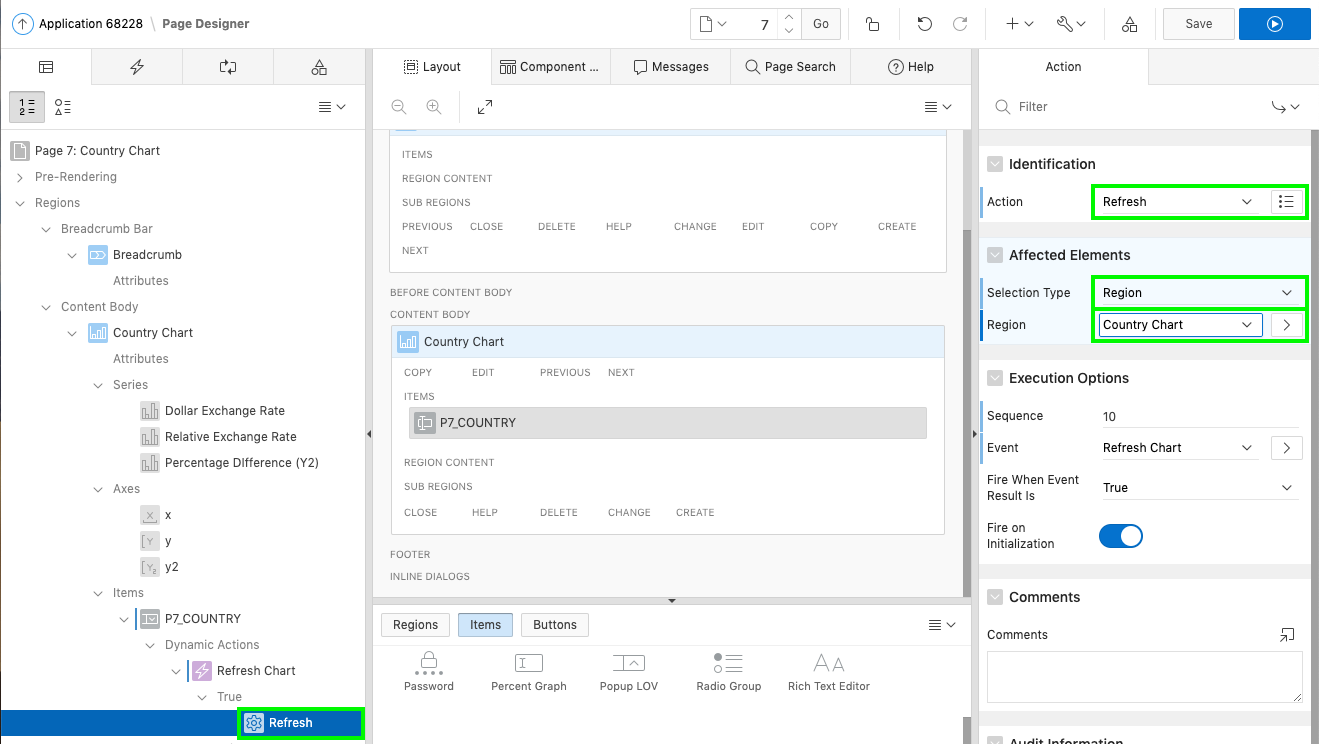 Application 68228 \ Page Designer
7
Go
Save
Layout
Component ...
Messages
Page Search
Help
Action
Filter
Page 7: Country Chart
Pre-Rendering
Regions
Breadcrumb Bar
Breadcrumb
Attributes
Content Body
Country Chart
Attributes
Series
Dollar Exchange Rate
Relative Exchange Rate
Percentage DIfference (Y2)
Axes
x
y
y2
Items
P7_COUNTRY
Dynamic Actions
Refresh Chart
True
Refresh
ITEMS
REGION CONTENT
SUB REGIONS
PREVIOUS CLOSE DELETE HELP CHANGE EDIT COPY CREATE
NEXT
BEFORE CONTENT BODY
CONTENT BODY
Country Chart
COPY EDIT PREVIOUS NEXT
ITEMS
P7_COUNTRY
REGION CONTENT
SUB REGIONS
CLOSE HELP DELETE CHANGE CREATE
FOOTER
INLINE DIALOGS
Regions Items Buttons
Password Percent Graph Popup LOV Radio Group Rich Text Editor
Identification
Action Refresh
Affected Elements
Selection Type Region
Region Country Chart
Execution Options
Sequence 10
Event Refresh Chart
Fire When Event
Result Is True
Fire on
Initialization
Comments
Comments
Audit Information